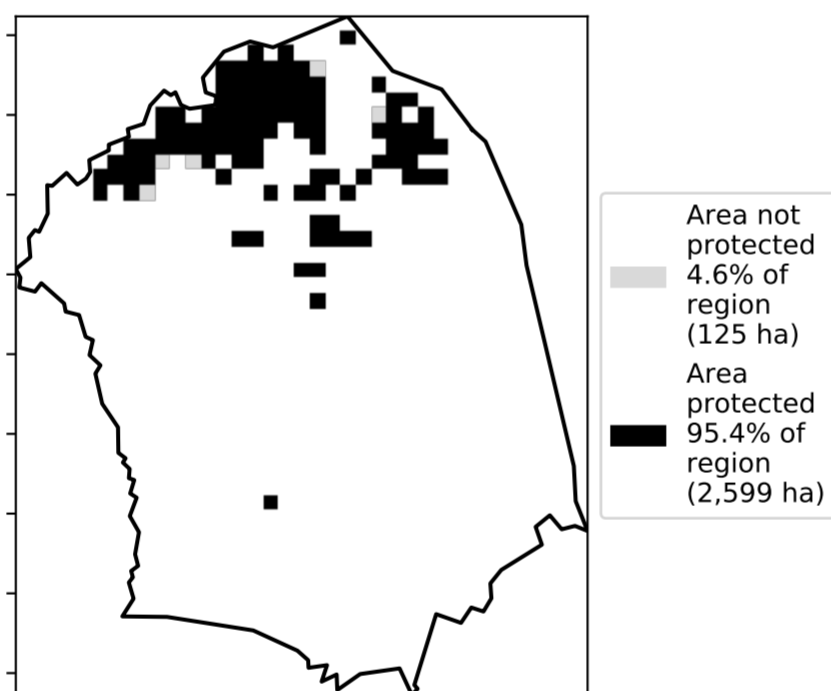 Area not
protected
4.6% of
region
(125 ha)
Area
protected
95.4% of
region
(2,599 ha)